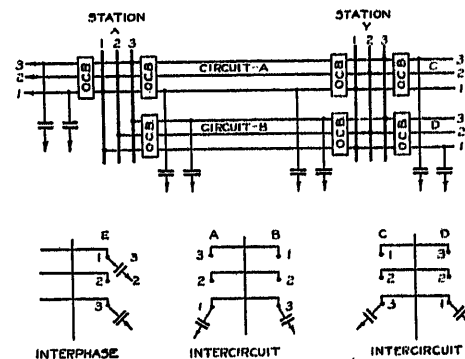 STATION A
STATION Y
1 2 3
1 2 3
3
2
1
OCB
OCB
CIRCUIT-A
OCB
OCB
C
3
2
1
OCB
CIRCUIT-B
OCB
OCB
D
3
2
1
E
1
3
2
2
3
INTERPHASE
A B
3 1
2 2
1 3
INTERCIRCUIT
C D
1 3
2 2
3 1
INTERCIRCUIT